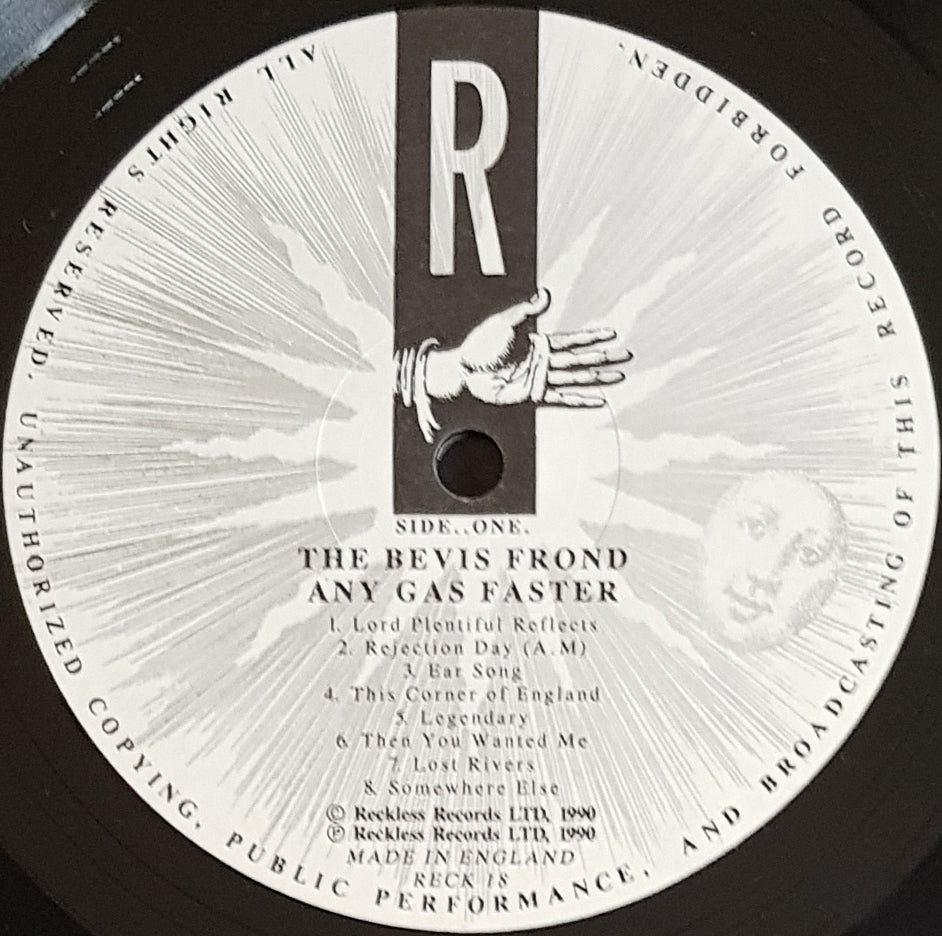 R
SIDE..ONE.
THE BEVIS FROND
ANY GAS FASTER
1. Lord Plentiful Reflects
2. Rejection Day (A.M)
3. Ear Song
4. This Corner of England
5. Legendary
6. Then You Wanted Me
7. Lost Rivers
8. Somewhere Else
© Reckless Records LTD, 1990
℗ Reckless Records LTD, 1990
MADE IN ENGLAND
RECK 18
ALL RIGHTS RESERVED. UNAUTHORIZED COPYING, PUBLIC PERFORMANCE, AND BROADCASTING OF THIS RECORD FORBIDDEN.